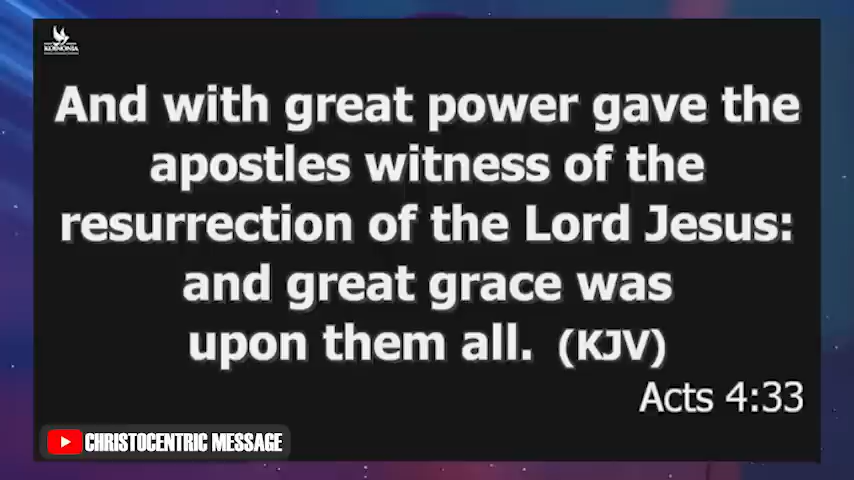 KOINONIA
And with great power gave the
apostles witness of the
resurrection of the Lord Jesus:
and great grace was
upon them all. (KJV)
Acts 4:33
CHRISTOCENTRIC MESSAGE